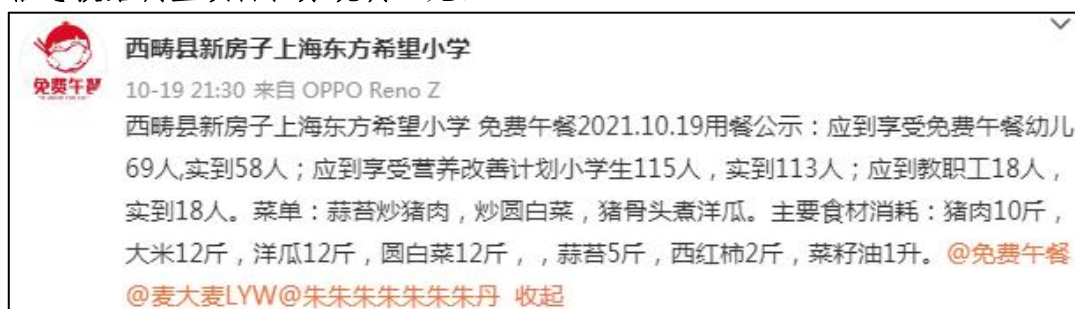 西畴县新房子上海东方希望小学
免费午餐
10-19 21:30 来自 OPPO Reno Z
西畴县新房子上海东方希望小学 免费午餐2021.10.19用餐公示：应到享受免费午餐幼儿
69人,实到58人；应到享受营养改善计划小学生115人，实到113人；应到教职工18人，
实到18人。菜单：蒜苔炒猪肉，炒圆白菜，猪骨头煮洋瓜。主要食材消耗：猪肉10斤，
大米12斤，洋瓜12斤，圆白菜12斤，，蒜苔5斤，西红柿2斤，菜籽油1升。@免费午餐
@麦大麦LYW@朱朱朱朱朱朱朱丹 收起